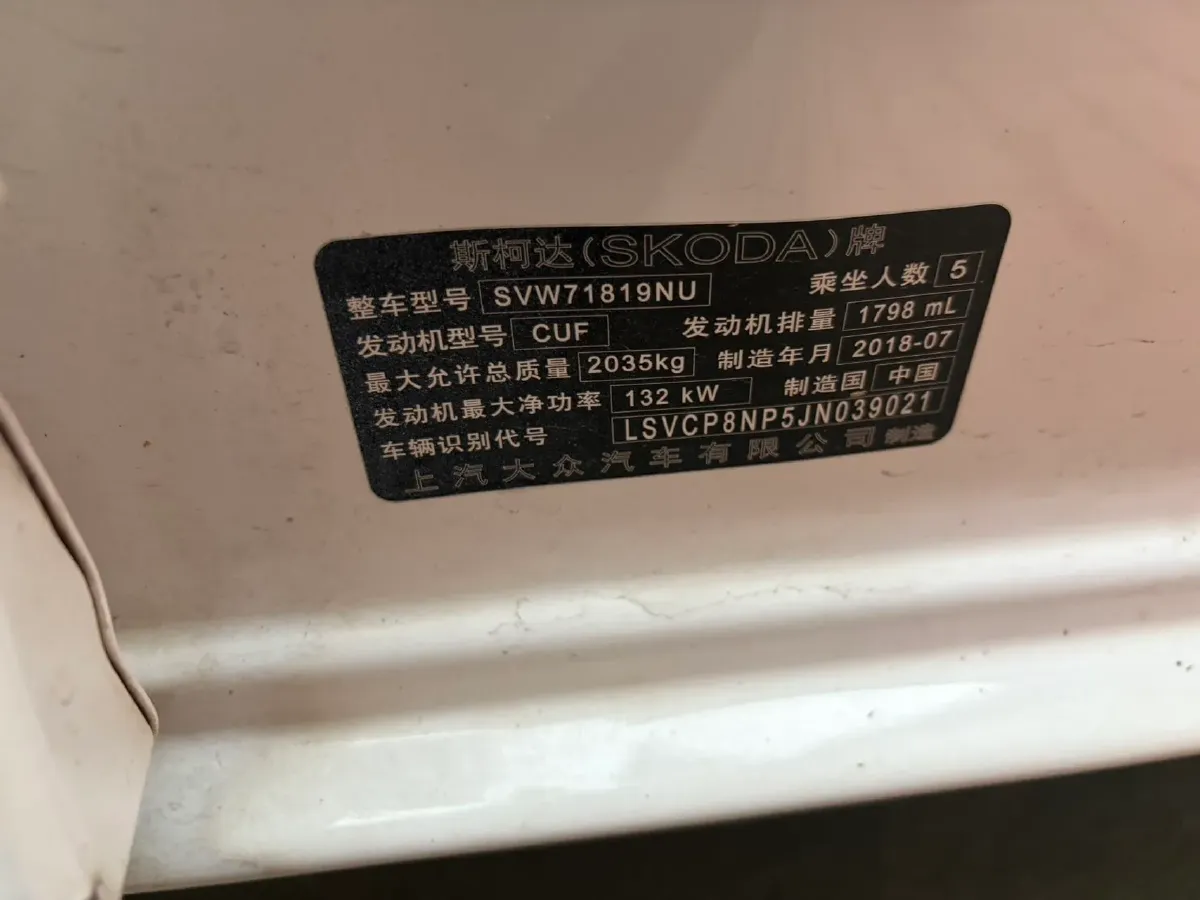 斯柯达(SKODA)牌
整车型号 SVW71819NU 乘坐人数 5
发动机型号 CUF 发动机排量 1798 mL
最大允许总质量 2035kg 制造年月 2018-07
发动机最大净功率 132 kW 制造国 中国
车辆识别代号 LSVCP8NP5JN039021
上汽大众汽车有限公司 制造